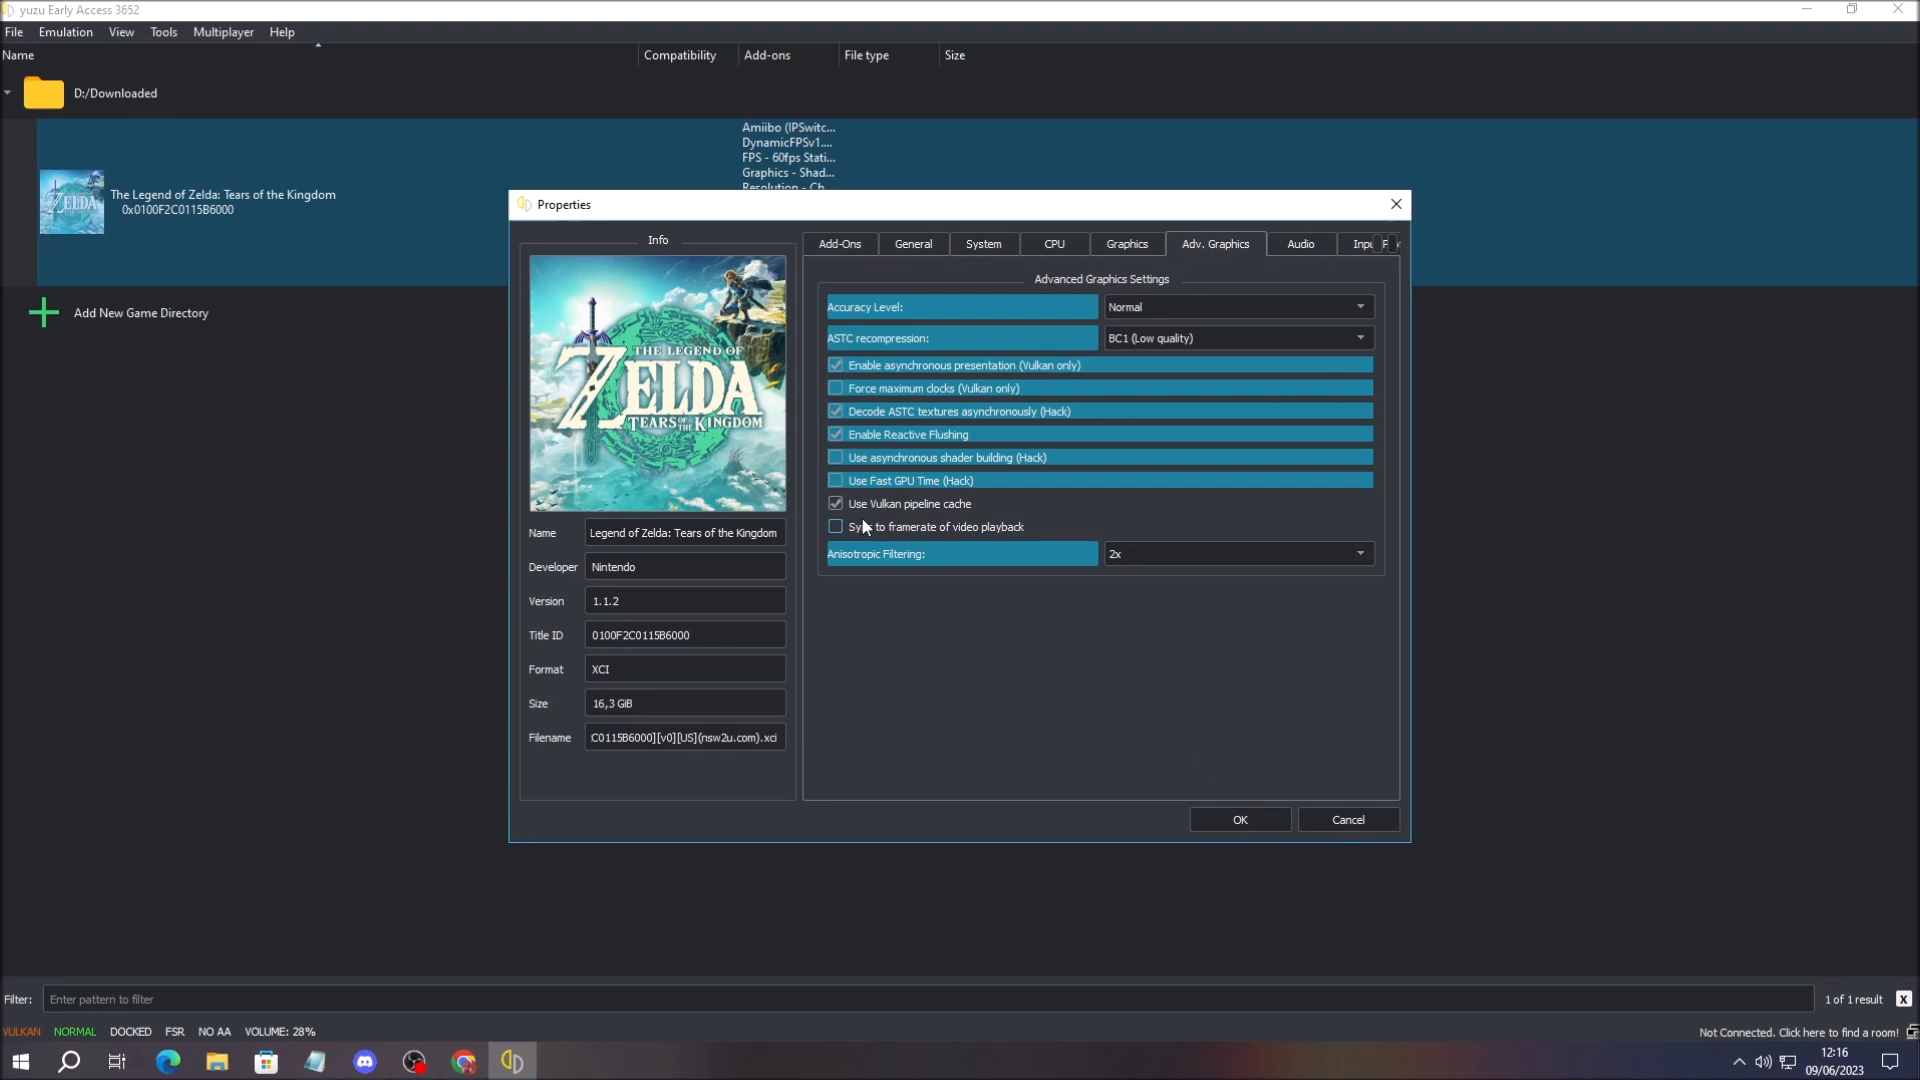 yuzu Early Access 3652
File Emulation View Tools Multiplayer Help
Name Compatibility Add-ons File type Size
D:/Downloaded
Amiibo (IPSwitc...
DynamicFPSv1....
FPS - 60fps Stati...
Graphics - Shad...
Resolution - Ch...
The Legend of Zelda: Tears of the Kingdom
0x0100F2C0115B6000
Add New Game Directory
Properties
Info
THE LEGEND OF
ZELDA
TEARS OF THE KINGDOM
Name Legend of Zelda: Tears of the Kingdom
Developer Nintendo
Version 1.1.2
Title ID 0100F2C0115B6000
Format XCI
Size 16,3 GiB
Filename C0115B6000][v0][US](nsw2u.com).xci
Add-Ons General System CPU Graphics Adv. Graphics Audio
Advanced Graphics Settings
Accuracy Level: Normal
ASTC recompression: BC1 (Low quality)
Enable asynchronous presentation (Vulkan only)
Force maximum clocks (Vulkan only)
Decode ASTC textures asynchronously (Hack)
Enable Reactive Flushing
Use asynchronous shader building (Hack)
Use Fast GPU Time (Hack)
Use Vulkan pipeline cache
Sync to framerate of video playback
Anisotropic Filtering: 2x
OK Cancel
Filter: Enter pattern to filter 1 of 1 result X
VULKAN NORMAL DOCKED FSR NO AA VOLUME: 28% Not Connected. Click here to find a room!
12:16
09/06/2023